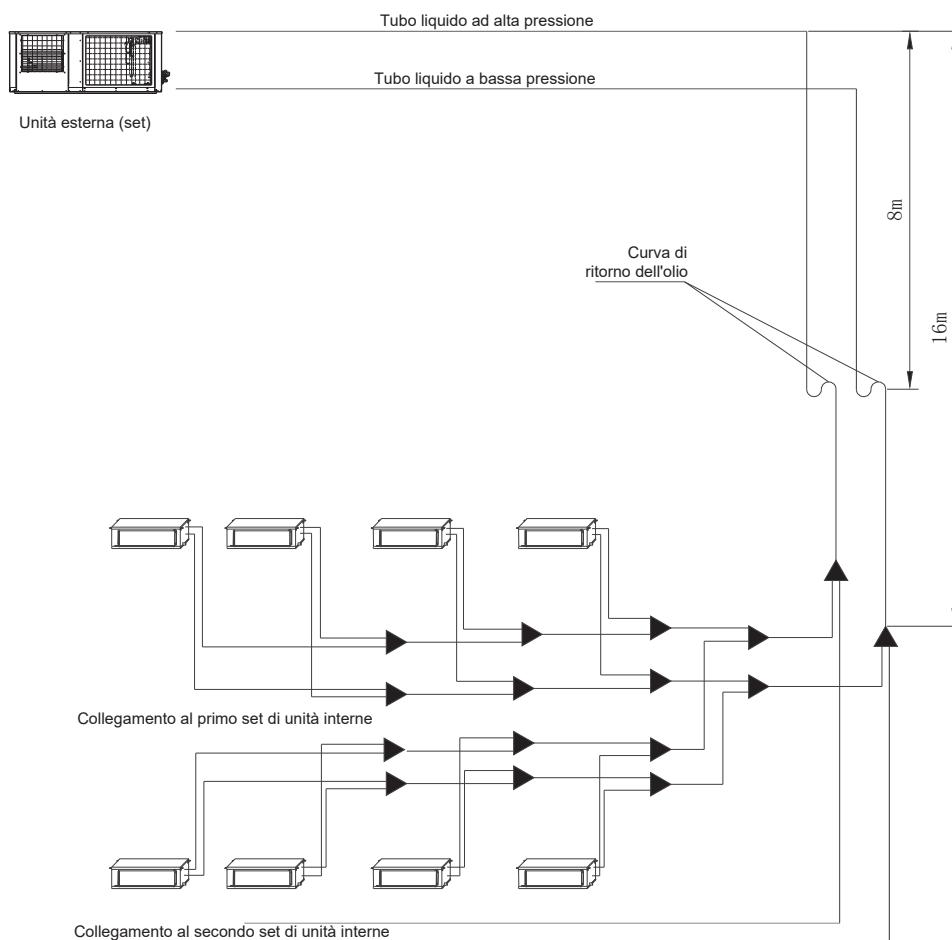 Tubo liquido ad alta pressione
Tubo liquido a bassa pressione
Unità esterna (set)
8m
Curva di
ritorno dell'olio
16m
Collegamento al primo set di unità interne
Collegamento al secondo set di unità interne